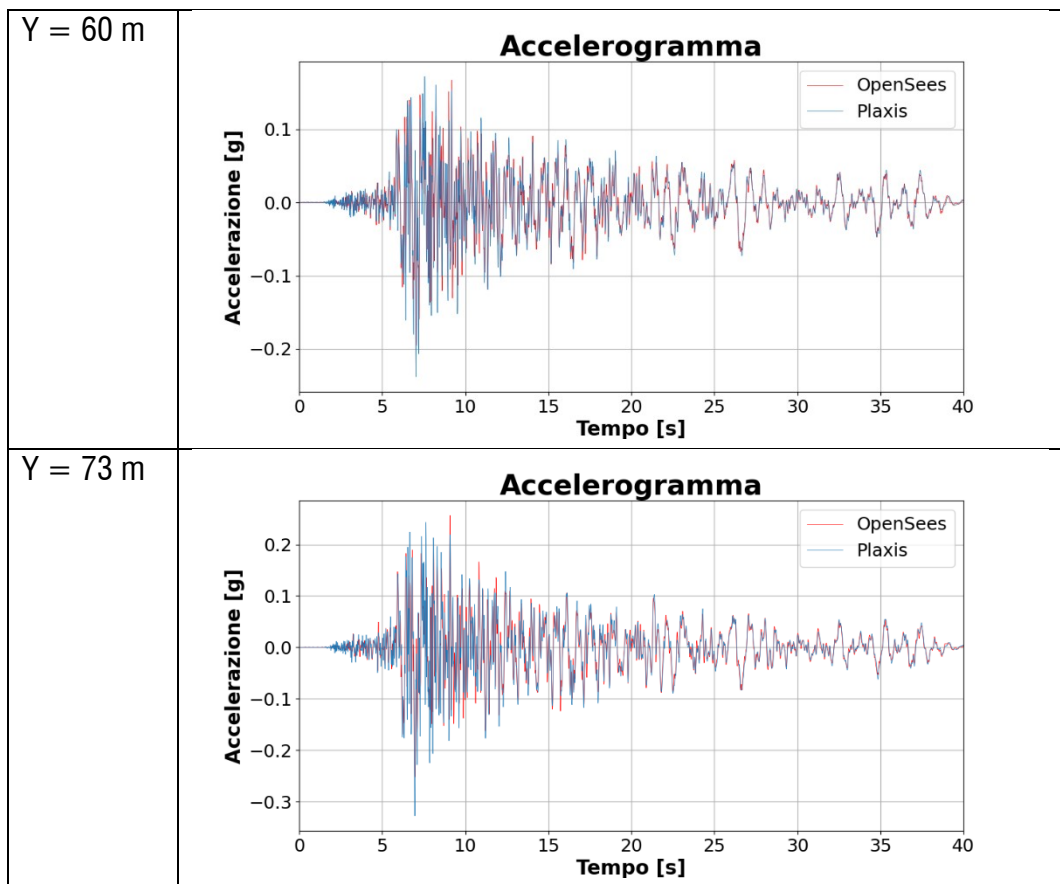 Y = 60 m
Accelerogramma
OpenSees
Plaxis
Accelerazione [g]
0.1
0.0
−0.1
−0.2
0 5 10 15 20 25 30 35 40
Tempo [s]
Y = 73 m
Accelerogramma
OpenSees
Plaxis
Accelerazione [g]
0.2
0.1
0.0
−0.1
−0.2
−0.3
0 5 10 15 20 25 30 35 40
Tempo [s]